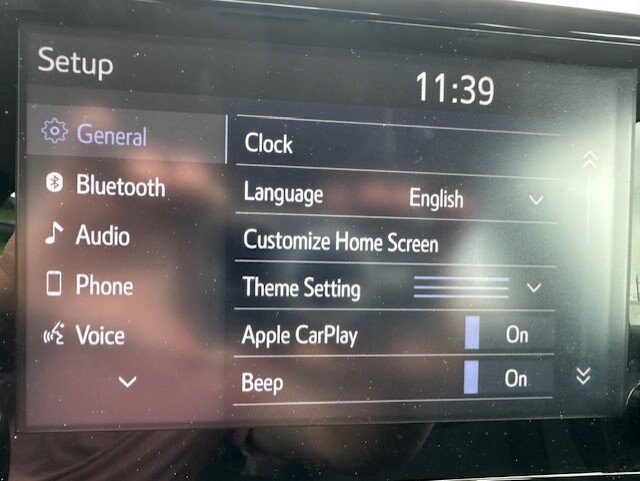 Setup
11:39
General
Bluetooth
Audio
Phone
Voice
Clock
Language English
Customize Home Screen
Theme Setting
Apple CarPlay On
Beep On